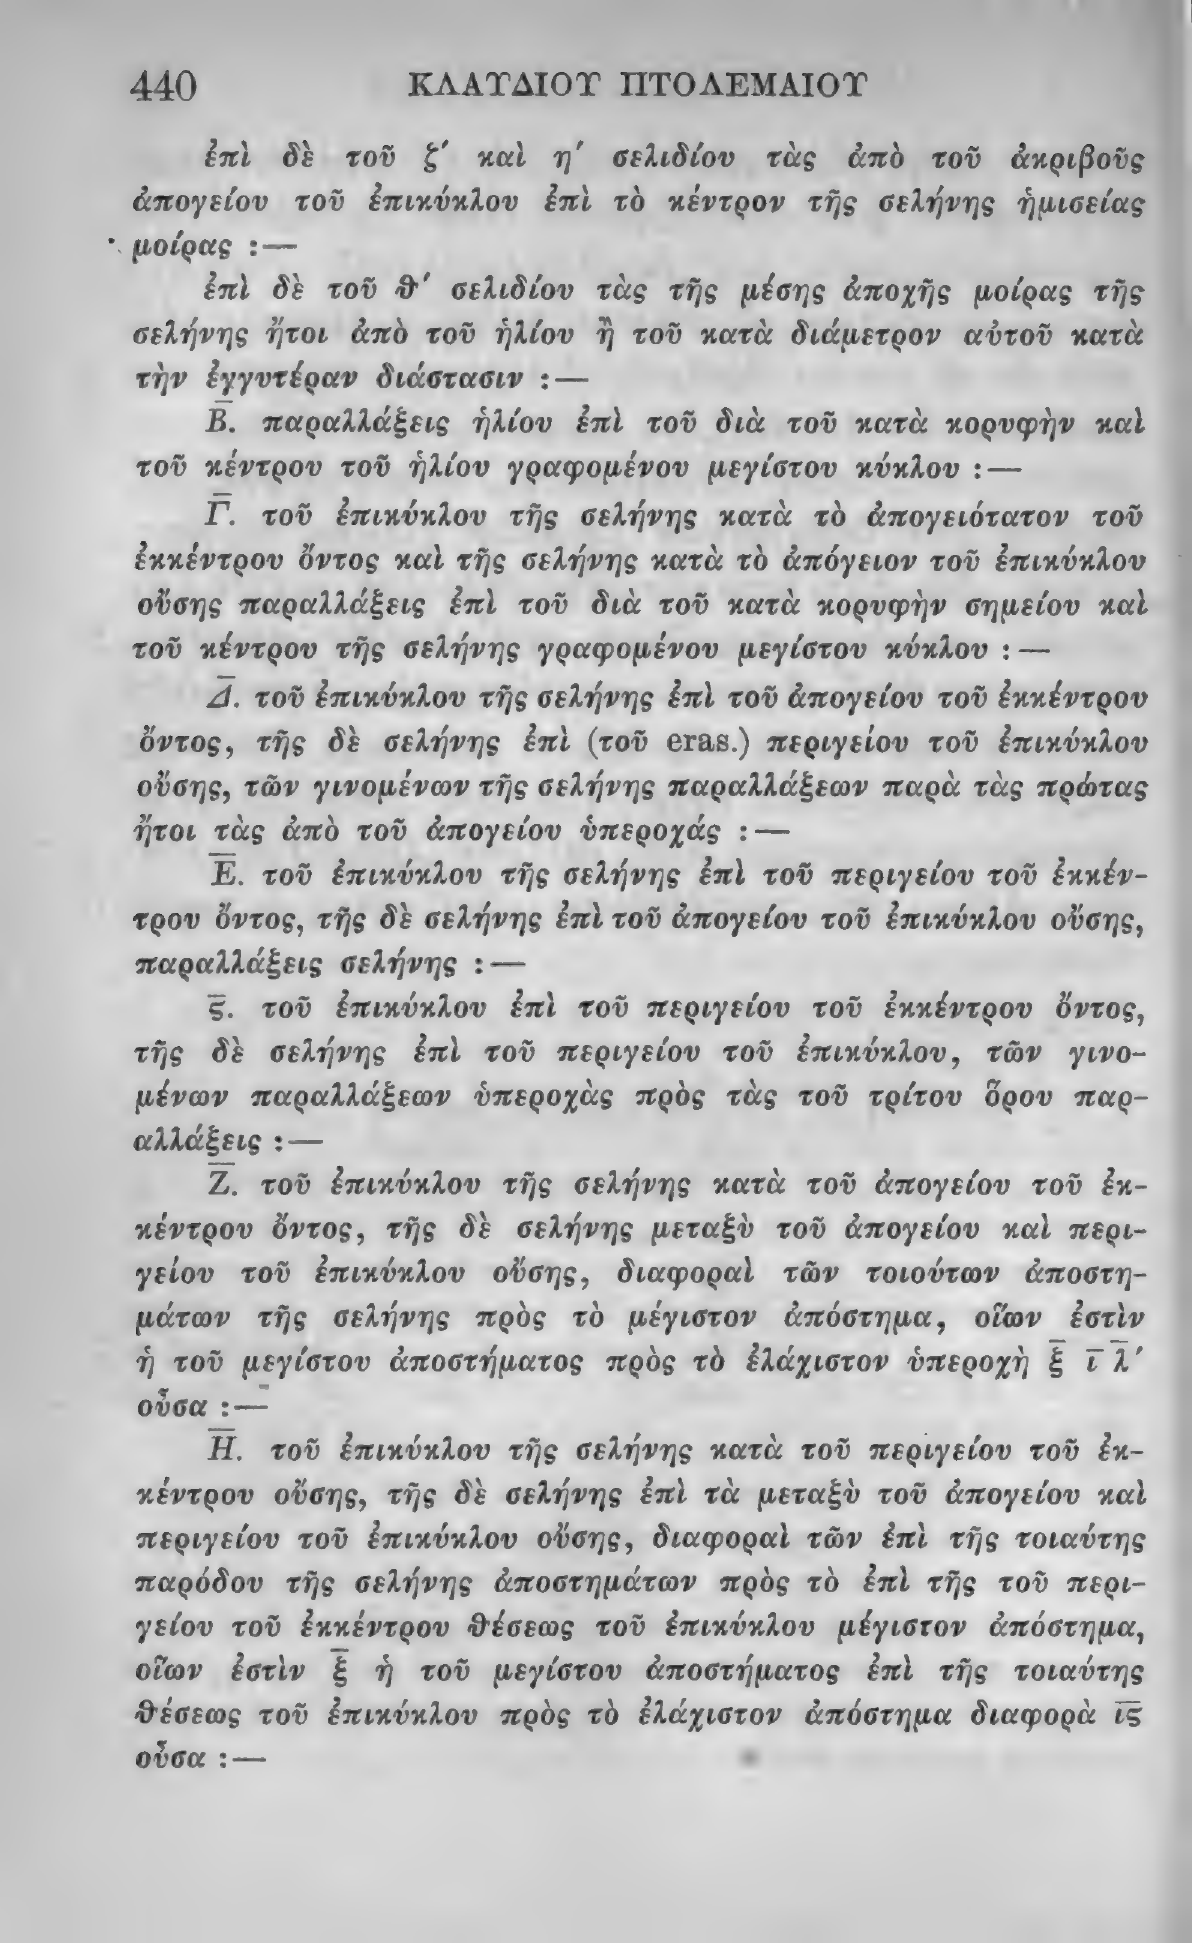 440 ΚΛΑΥΔΙΟΥ ΠΤΟΛΕΜΑΙΟΥ
ἐπὶ δὲ τοῦ ζʹ καὶ ηʹ σελιδίου τὰς ἀπὸ τοῦ ἀκριβοῦς
ἀπογείου τοῦ ἐπικύκλου ἐπὶ τὸ κέντρον τῆς σελήνης ἡμισείας
μοίρας :—
ἐπὶ δὲ τοῦ θʹ σελιδίου τὰς τῆς μέσης ἀποχῆς μοίρας τῆς
σελήνης ἤτοι ἀπὸ τοῦ ἡλίου ἢ τοῦ κατὰ διάμετρον αὐτοῦ κατὰ
τὴν ἐγγυτέραν διάστασιν :—
Β̅. παραλλάξεις ἡλίου ἐπὶ τοῦ διὰ τοῦ κατὰ κορυφὴν καὶ
τοῦ κέντρου τοῦ ἡλίου γραφομένου μεγίστου κύκλου :—
Γ̅. τοῦ ἐπικύκλου τῆς σελήνης κατὰ τὸ ἀπογειότατον τοῦ
ἐκκέντρου ὄντος καὶ τῆς σελήνης κατὰ τὸ ἀπόγειον τοῦ ἐπικύκλου
οὔσης παραλλάξεις ἐπὶ τοῦ διὰ τοῦ κατὰ κορυφὴν σημείου καὶ
τοῦ κέντρου τῆς σελήνης γραφομένου μεγίστου κύκλου :—
Δ̅. τοῦ ἐπικύκλου τῆς σελήνης ἐπὶ τοῦ ἀπογείου τοῦ ἐκκέντρου
ὄντος, τῆς δὲ σελήνης ἐπὶ (τοῦ eras.) περιγείου τοῦ ἐπικύκλου
οὔσης, τῶν γινομένων τῆς σελήνης παραλλάξεων παρὰ τὰς πρώτας
ἤτοι τὰς ἀπὸ τοῦ ἀπογείου ὑπεροχάς :—
Ε̅. τοῦ ἐπικύκλου τῆς σελήνης ἐπὶ τοῦ περιγείου τοῦ ἐκκέν-
τρου ὄντος, τῆς δὲ σελήνης ἐπὶ τοῦ ἀπογείου τοῦ ἐπικύκλου οὔσης,
παραλλάξεις σελήνης :—
ϛ̅. τοῦ ἐπικύκλου ἐπὶ τοῦ περιγείου τοῦ ἐκκέντρου ὄντος,
τῆς δὲ σελήνης ἐπὶ τοῦ περιγείου τοῦ ἐπικύκλου, τῶν γινο-
μένων παραλλάξεων ὑπεροχὰς πρὸς τὰς τοῦ τρίτου ὅρου παρ-
αλλάξεις :—
Ζ̅. τοῦ ἐπικύκλου τῆς σελήνης κατὰ τοῦ ἀπογείου τοῦ ἐκ-
κέντρου ὄντος, τῆς δὲ σελήνης μεταξὺ τοῦ ἀπογείου καὶ περι-
γείου τοῦ ἐπικύκλου οὔσης, διαφοραὶ τῶν τοιούτων ἀποστη-
μάτων τῆς σελήνης πρὸς τὸ μέγιστον ἀπόστημα, οἵων ἐστὶν
ἡ τοῦ μεγίστου ἀποστήματος πρὸς τὸ ἐλάχιστον ὑπεροχὴ ξ̅ ι̅ λ̅ʹ
οὖσα :—
Η̅. τοῦ ἐπικύκλου τῆς σελήνης κατὰ τοῦ περιγείου τοῦ ἐκ-
κέντρου οὔσης, τῆς δὲ σελήνης ἐπὶ τὰ μεταξὺ τοῦ ἀπογείου καὶ
περιγείου τοῦ ἐπικύκλου οὔσης, διαφοραὶ τῶν ἐπὶ τῆς τοιαύτης
παρόδου τῆς σελήνης ἀποστημάτων πρὸς τὸ ἐπὶ τῆς τοῦ περι-
γείου τοῦ ἐκκέντρου θέσεως τοῦ ἐπικύκλου μέγιστον ἀπόστημα,
οἵων ἐστὶν ξ̅ ἡ τοῦ μεγίστου ἀποστήματος ἐπὶ τῆς τοιαύτης
θέσεως τοῦ ἐπικύκλου πρὸς τὸ ἐλάχιστον ἀπόστημα διαφορὰ ι̅ϛ̅
οὖσα :—